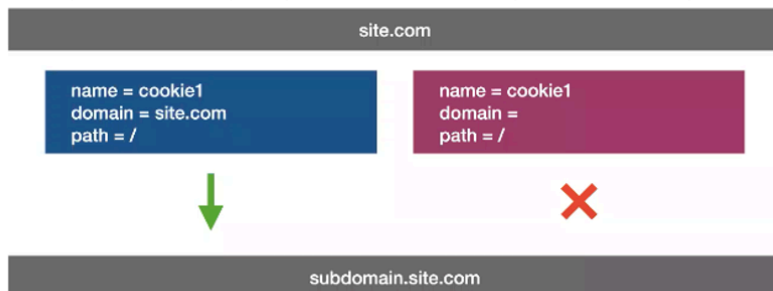 site.com
name = cookie1
domain = site.com
path = /
name = cookie1
domain =
path = /
subdomain.site.com